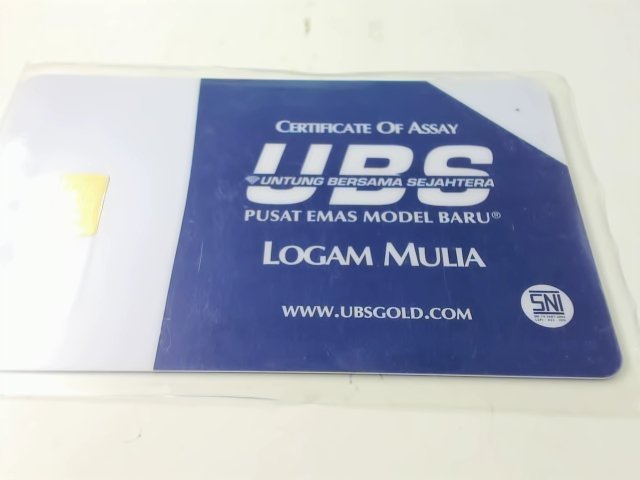 CERTIFICATE OF ASSAY
UBS
UNTUNG BERSAMA SEJAHTERA
PUSAT EMAS MODEL BARU®
LOGAM MULIA
WWW.UBSGOLD.COM
SNI